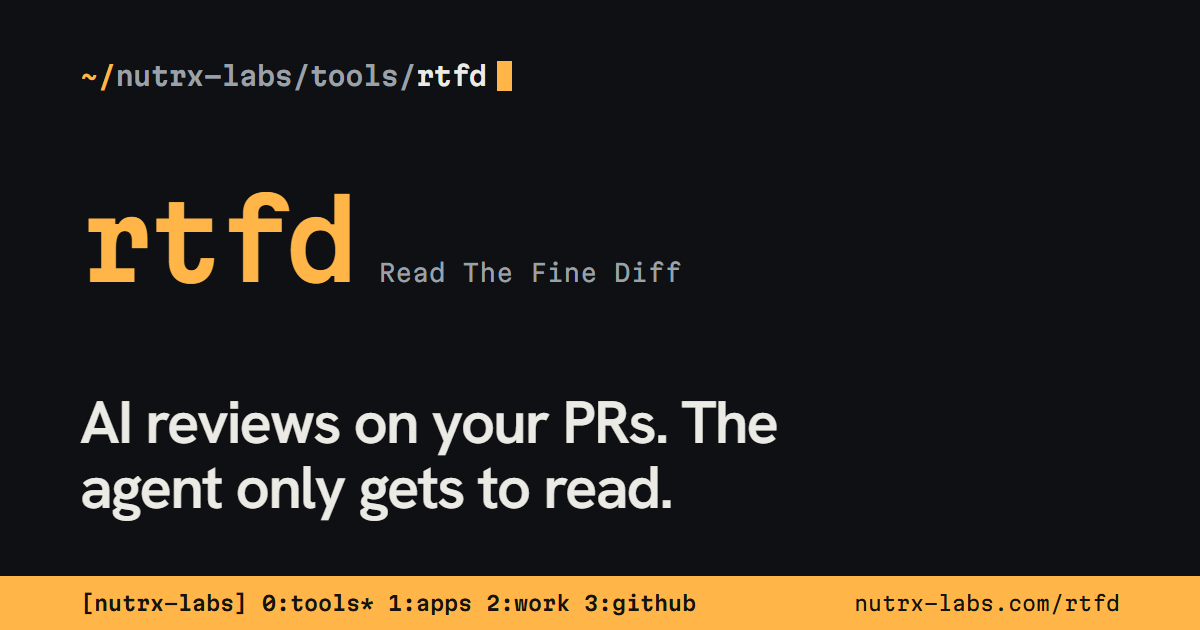 ~/nutrx-labs/tools/rtfd
rtfd Read The Fine Diff
AI reviews on your PRs. The
agent only gets to read.
[nutrx-labs] 0:tools* 1:apps 2:work 3:github nutrx-labs.com/rtfd